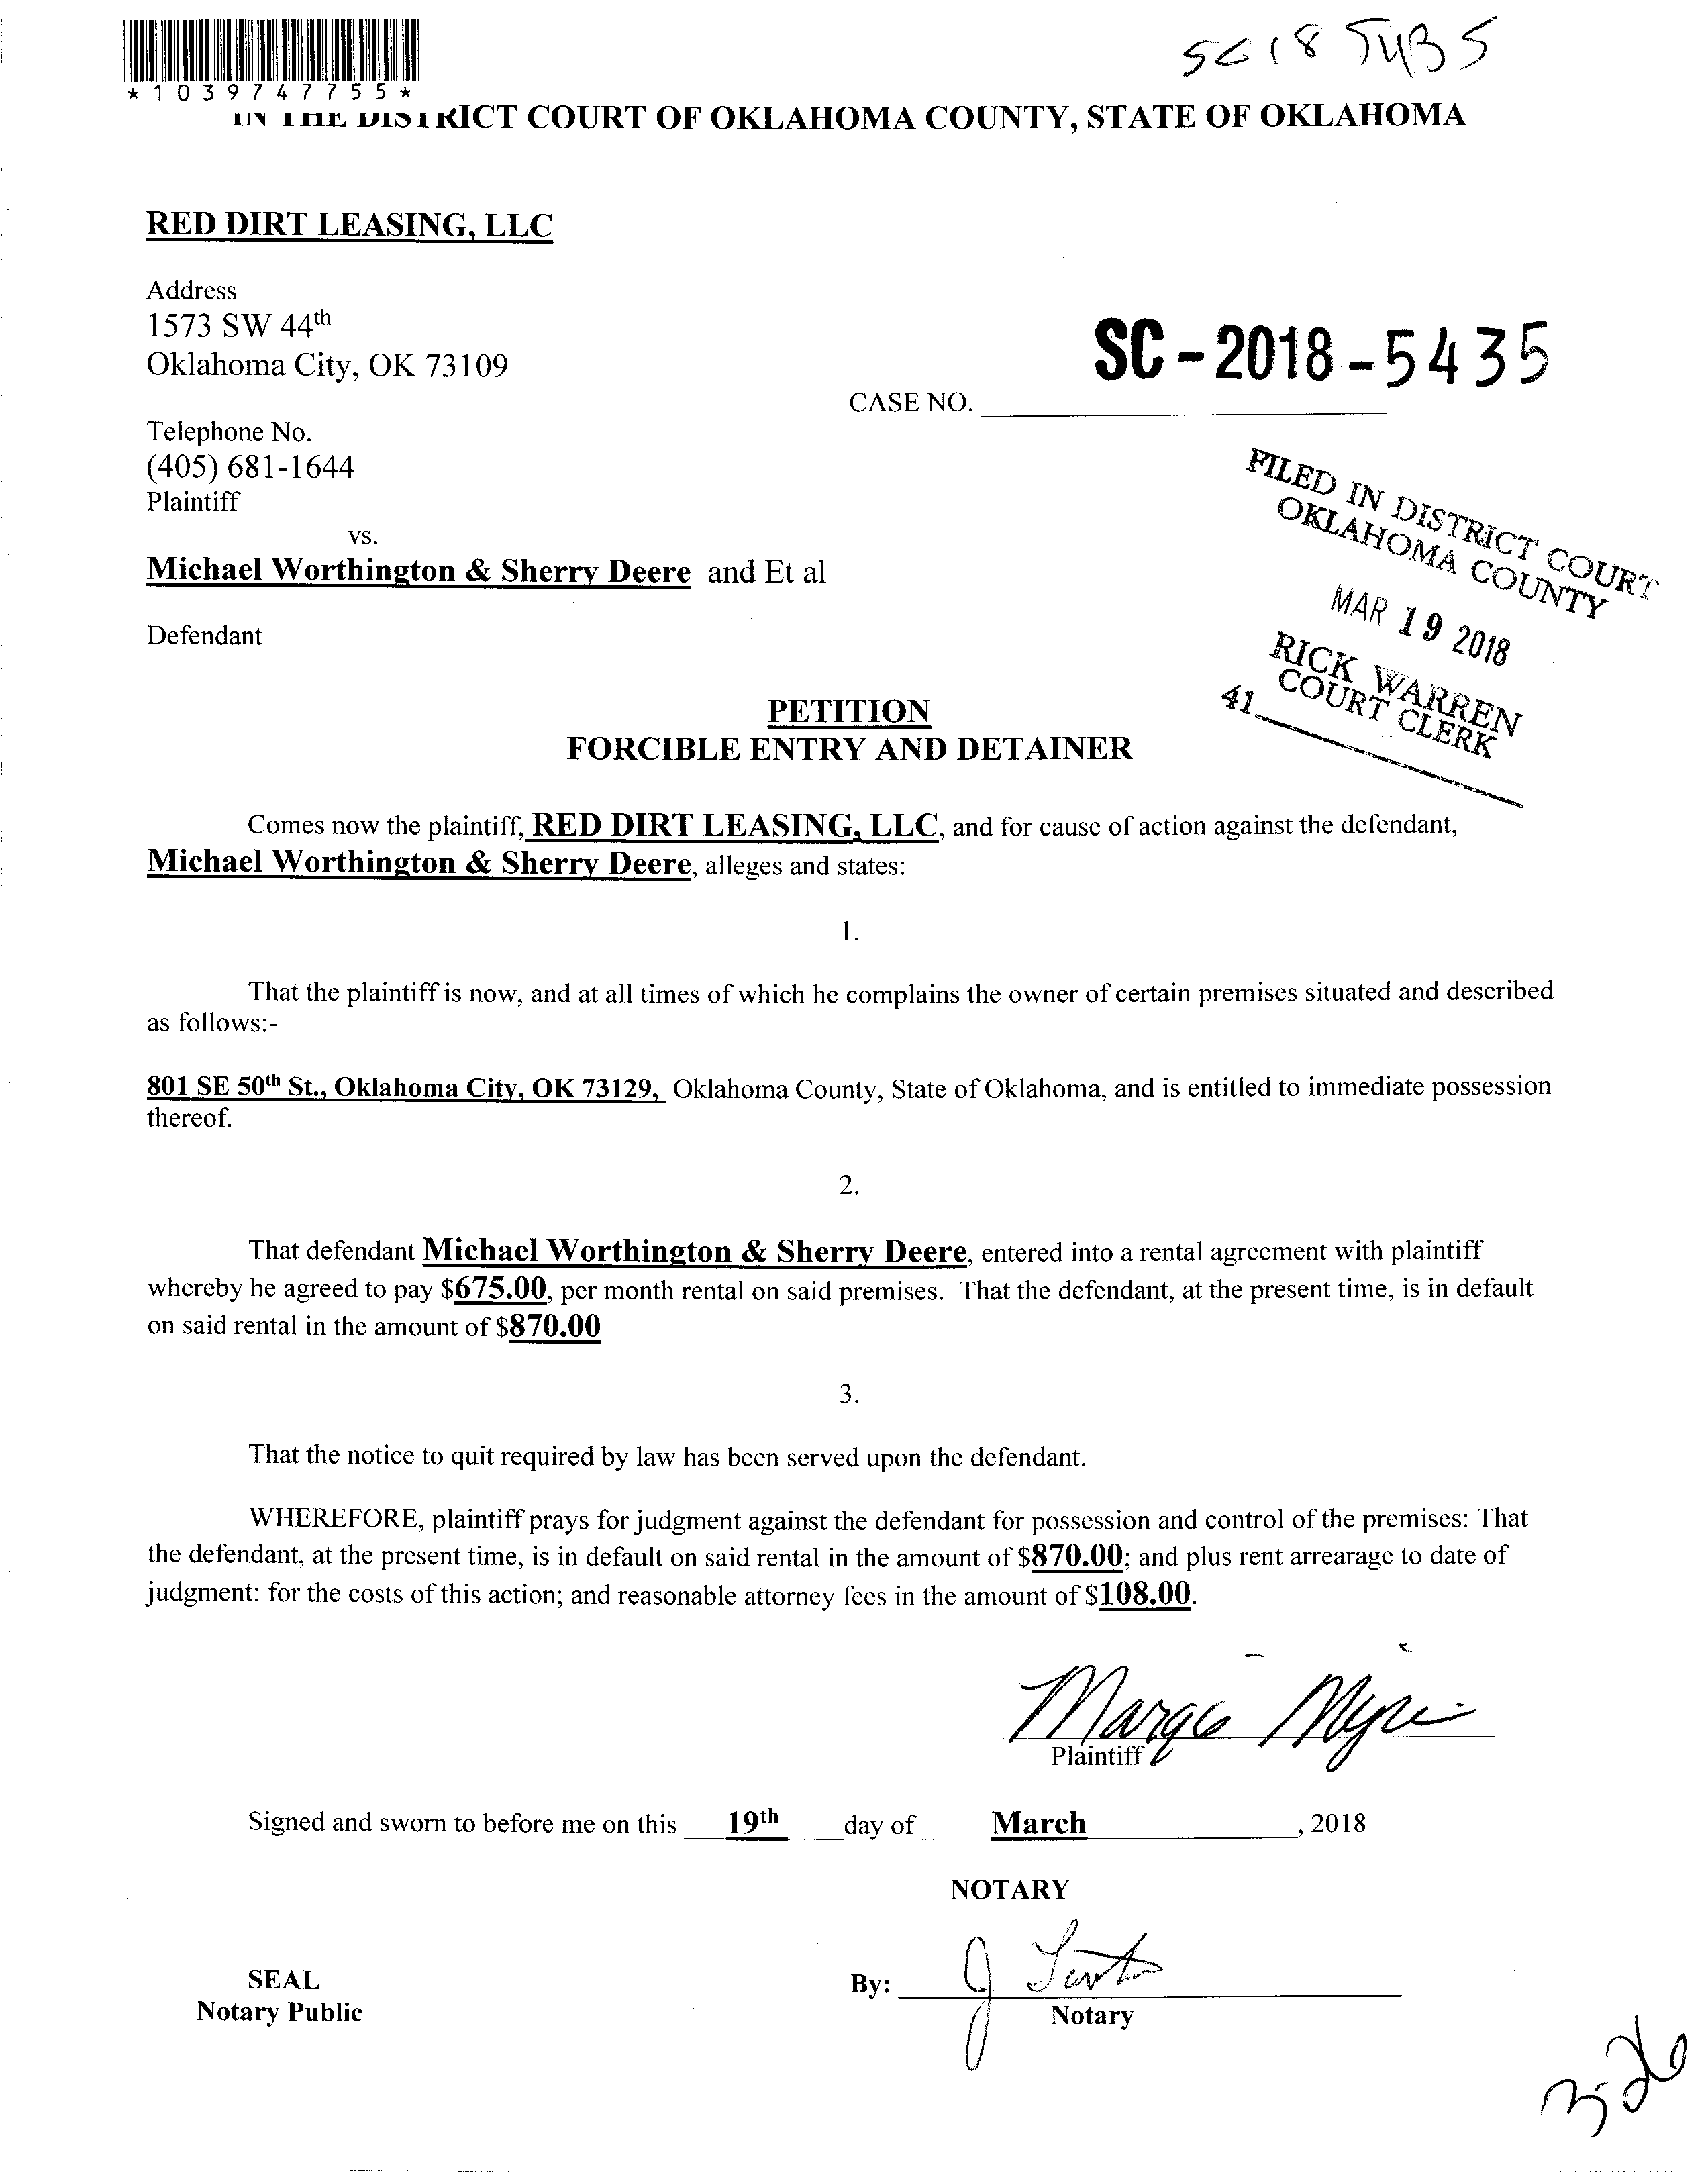 SC18 5435
*1039747755*
IN THE DISTRICT COURT OF OKLAHOMA COUNTY, STATE OF OKLAHOMA
RED DIRT LEASING, LLC
Address
1573 SW 44th
Oklahoma City, OK 73109
SC-2018-5435
CASE NO.
Telephone No.
(405) 681-1644
Plaintiff
vs.
Michael Worthington & Sherry Deere and Et al
Defendant
FILED IN DISTRICT COURT
OKLAHOMA COUNTY
MAR 19 2018
RICK WARREN
COURT CLERK
41
PETITION
FORCIBLE ENTRY AND DETAINER
Comes now the plaintiff, RED DIRT LEASING, LLC, and for cause of action against the defendant,
Michael Worthington & Sherry Deere, alleges and states:
1.
That the plaintiff is now, and at all times of which he complains the owner of certain premises situated and described
as follows:-
801 SE 50th St., Oklahoma City, OK 73129, Oklahoma County, State of Oklahoma, and is entitled to immediate possession
thereof.
2.
That defendant Michael Worthington & Sherry Deere, entered into a rental agreement with plaintiff
whereby he agreed to pay $675.00, per month rental on said premises. That the defendant, at the present time, is in default
on said rental in the amount of $870.00
3.
That the notice to quit required by law has been served upon the defendant.
WHEREFORE, plaintiff prays for judgment against the defendant for possession and control of the premises: That
the defendant, at the present time, is in default on said rental in the amount of $870.00; and plus rent arrearage to date of
judgment: for the costs of this action; and reasonable attorney fees in the amount of $108.00.
Plaintiff
Signed and sworn to before me on this 19th day of March, 2018
NOTARY
SEAL
By:
Notary Public
Notary